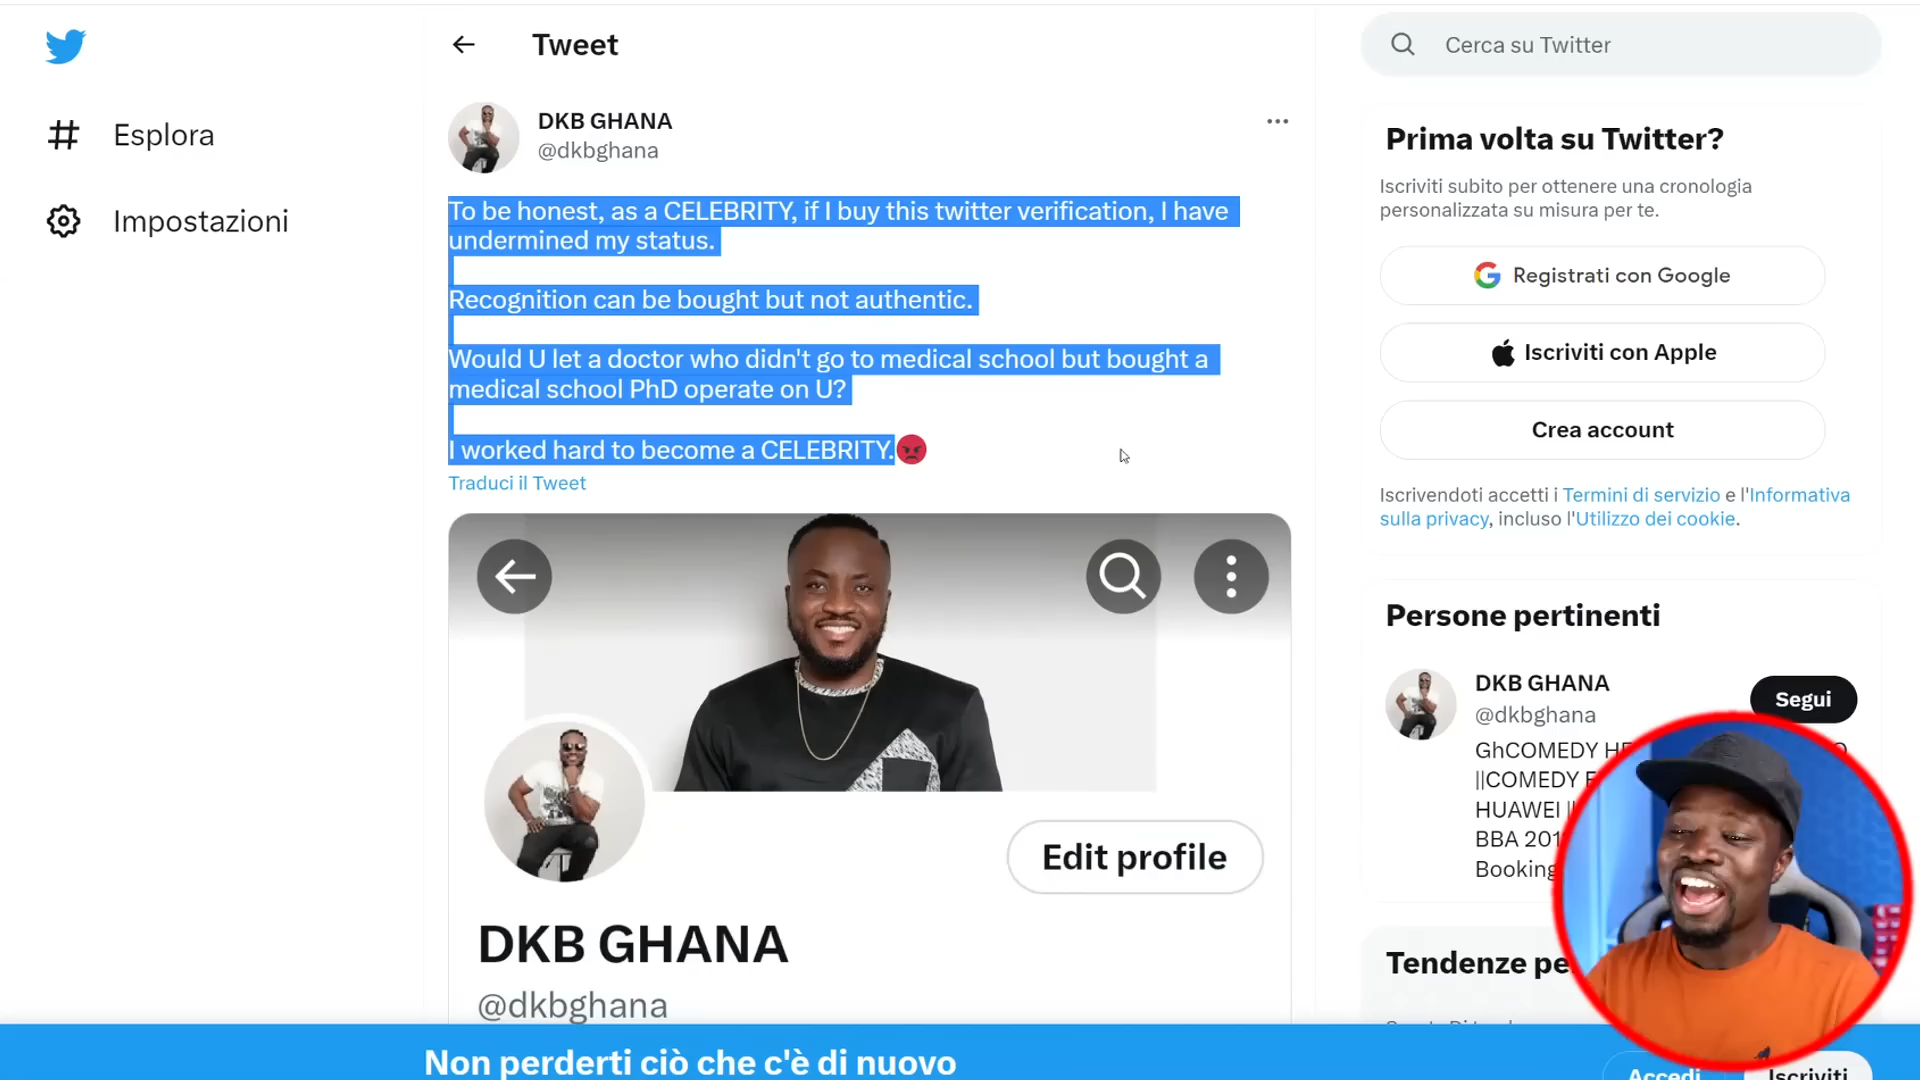 Tweet
Cerca su Twitter
Esplora
Impostazioni
DKB GHANA
@dkbghana
To be honest, as a CELEBRITY, if I buy this twitter verification, I have
undermined my status.
Recognition can be bought but not authentic.
Would U let a doctor who didn't go to medical school but bought a
medical school PhD operate on U?
I worked hard to become a CELEBRITY.
Traduci il Tweet
Edit profile
DKB GHANA
@dkbghana
Prima volta su Twitter?
Iscriviti subito per ottenere una cronologia
personalizzata su misura per te.
Registrati con Google
Iscriviti con Apple
Crea account
Iscrivendoti accetti i Termini di servizio e l'Informativa
sulla privacy, incluso l'Utilizzo dei cookie.
Persone pertinenti
DKB GHANA
@dkbghana
Segui
GhCOMEDY
||COMEDY
HUAWEI
BBA
Booking
Tendenze
Non perderti ciò che c'è di nuovo
Accedi
Iscriviti